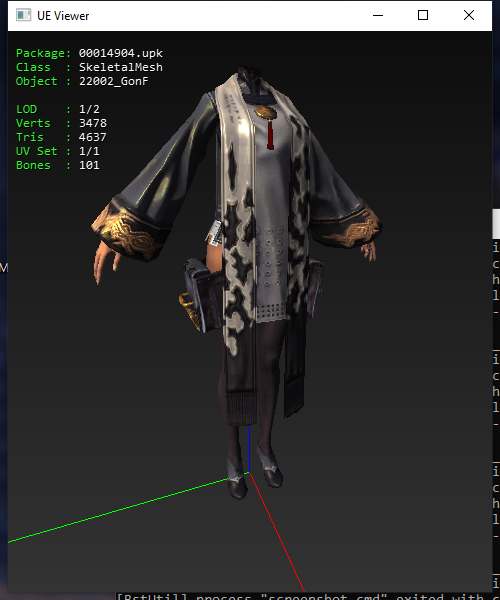 UE Viewer
Package: 00014904.upk
Class : SkeletalMesh
Object : 22002_GonF
LOD : 1/2
Verts : 3478
Tris : 4637
UV Set : 1/1
Bones : 101
M
i
c
h
l
-
i
c
h
l
-
i
c
h
l
-
i
[BstUtil] process "screenshot.cmd" exited with c